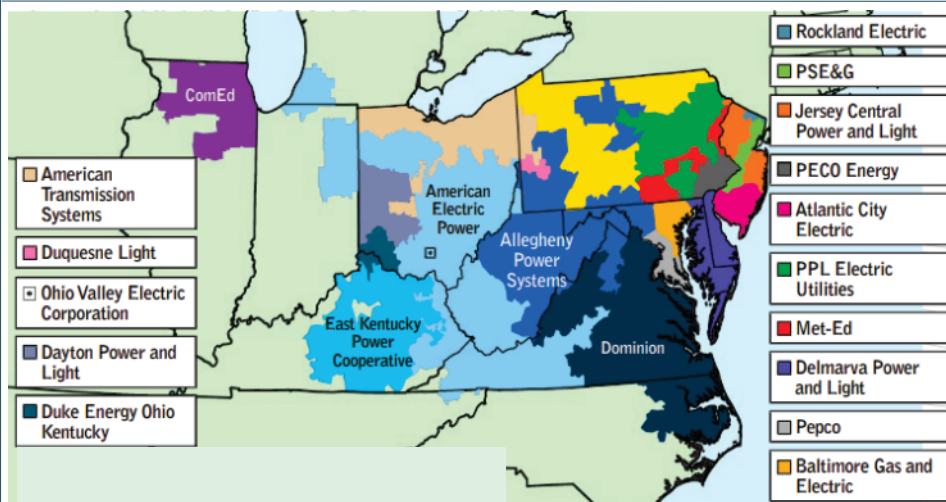 ComEd
American
Transmission
Systems
Duquesne Light
Ohio Valley Electric
Corporation
Dayton Power and
Light
Duke Energy Ohio
Kentucky
American
Electric
Power
Allegheny
Power
Systems
East Kentucky
Power
Cooperative
Dominion
Rockland Electric
PSE&G
Jersey Central
Power and Light
PECO Energy
Atlantic City
Electric
PPL Electric
Utilities
Met-Ed
Delmarva Power
and Light
Pepco
Baltimore Gas and
Electric